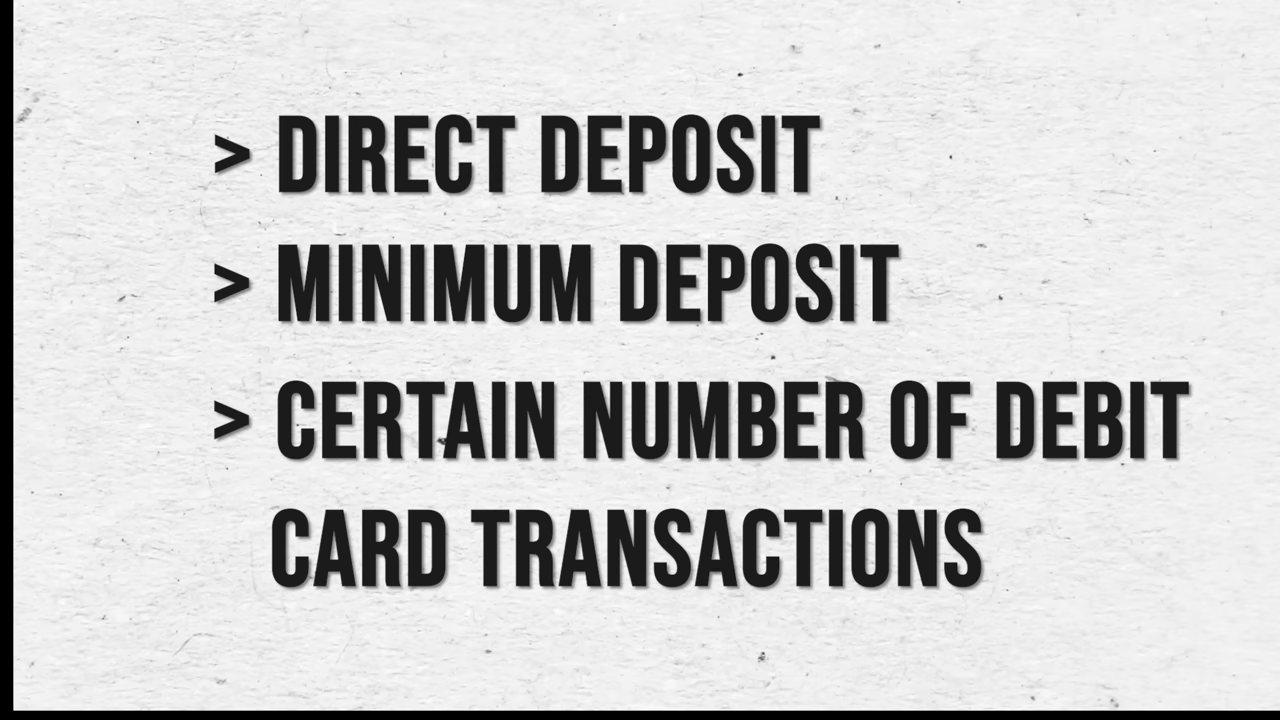 > DIRECT DEPOSIT
> MINIMUM DEPOSIT
> CERTAIN NUMBER OF DEBIT
CARD TRANSACTIONS